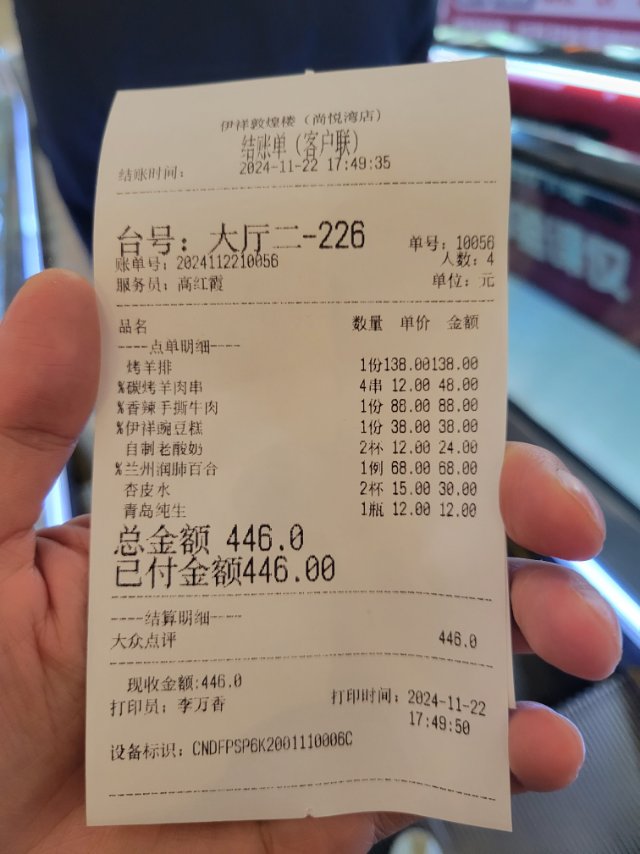 伊祥敦煌楼（尚悦湾店）
结账单（客户联）
结账时间： 2024-11-22 17:49:35
台号：大厅二-226 单号：10056
账单号：2024112210056 人数：4
服务员：高红霞 单位：元
品名 数量 单价 金额
----点单明细----
烤羊排 1份138.00138.00
%碳烤羊肉串 4串 12.00 48.00
%香辣手撕牛肉 1份 88.00 88.00
%伊祥豌豆糕 1份 38.00 38.00
自制老酸奶 2杯 12.00 24.00
%兰州润肺百合 1例 68.00 68.00
杏皮水 2杯 15.00 30.00
青岛纯生 1瓶 12.00 12.00
总金额 446.0
已付金额446.00
----结算明细----
大众点评 446.0
现收金额:446.0
打印员：李万香 打印时间：2024-11-22
17:49:50
设备标识：CNDFPSP6K2001110006C